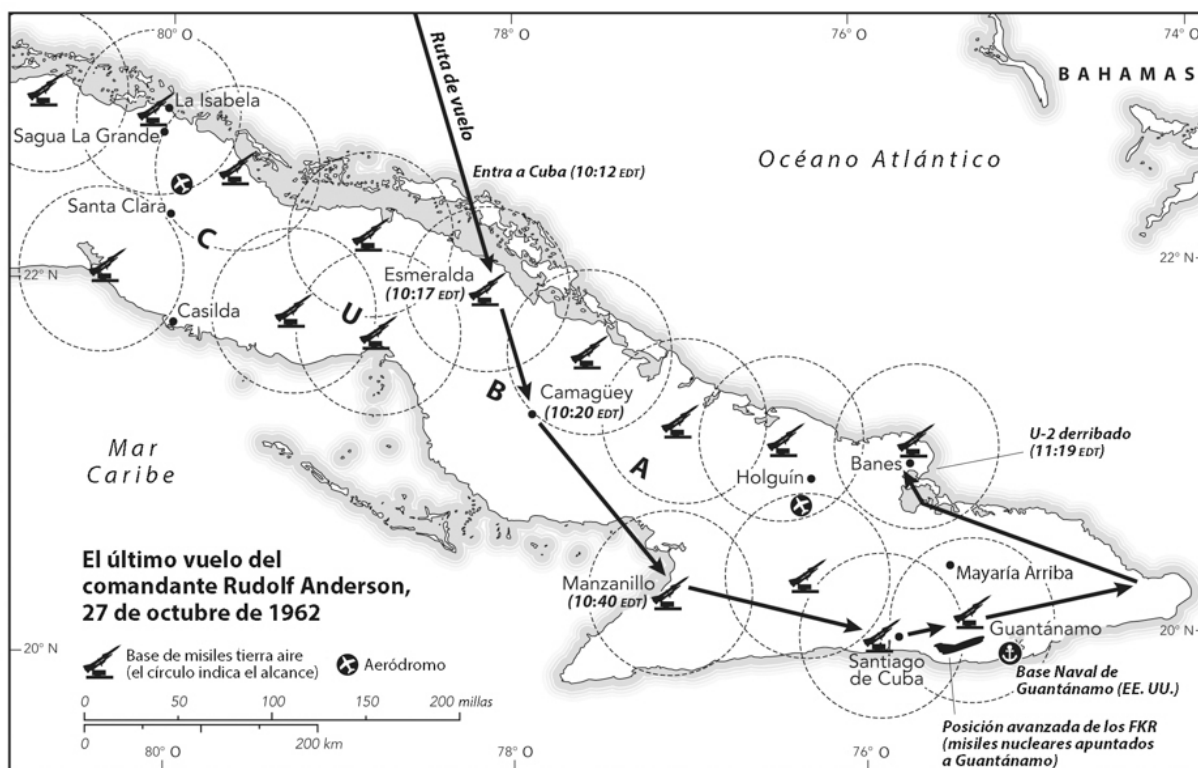 80° O
78° O
76° O
74° O
BAHAMAS
Ruta de vuelo
La Isabela
Sagua La Grande
Océano Atlántico
Entra a Cuba (10:12 EDT)
Santa Clara
C
22° N
22° N
Esmeralda
(10:17 EDT)
Casilda
U
B
Camagüey
(10:20 EDT)
Mar
Caribe
A
Holguín
Banes
U-2 derribado
(11:19 EDT)
El último vuelo del
comandante Rudolf Anderson,
27 de octubre de 1962
Manzanillo
(10:40 EDT)
Mayaría Arriba
20° N
20° N
Guantánamo
Santiago
de Cuba
Base Naval de
Guantánamo (EE. UU.)
Base de misiles tierra aire
(el círculo indica el alcance)
Aeródromo
Posición avanzada de los FKR
(misiles nucleares apuntados
a Guantánamo)
0 50 100 150 200 millas
0 200 km
80° O
78° O
76° O